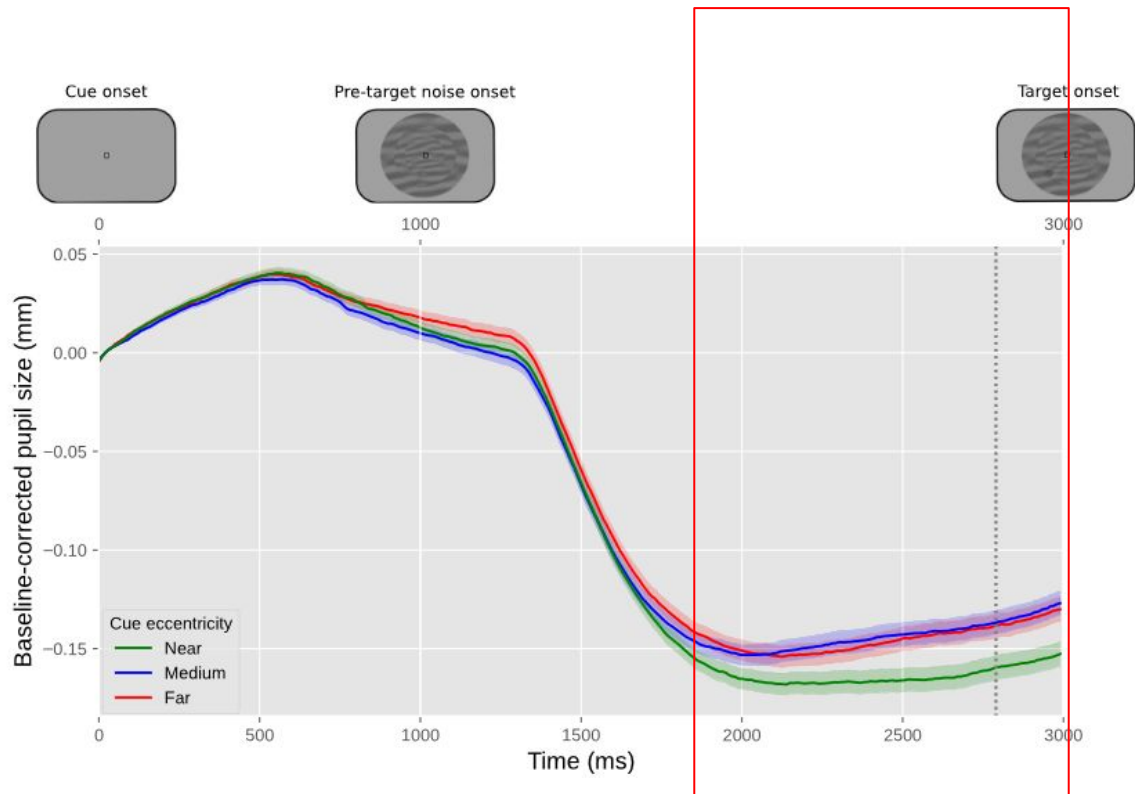 Cue onset
Pre-target noise onset
Target onset
0
1000
3000
Baseline-corrected pupil size (mm)
0.05
0.00
−0.05
−0.10
−0.15
Cue eccentricity
Near
Medium
Far
0
500
1000
1500
2000
2500
3000
Time (ms)